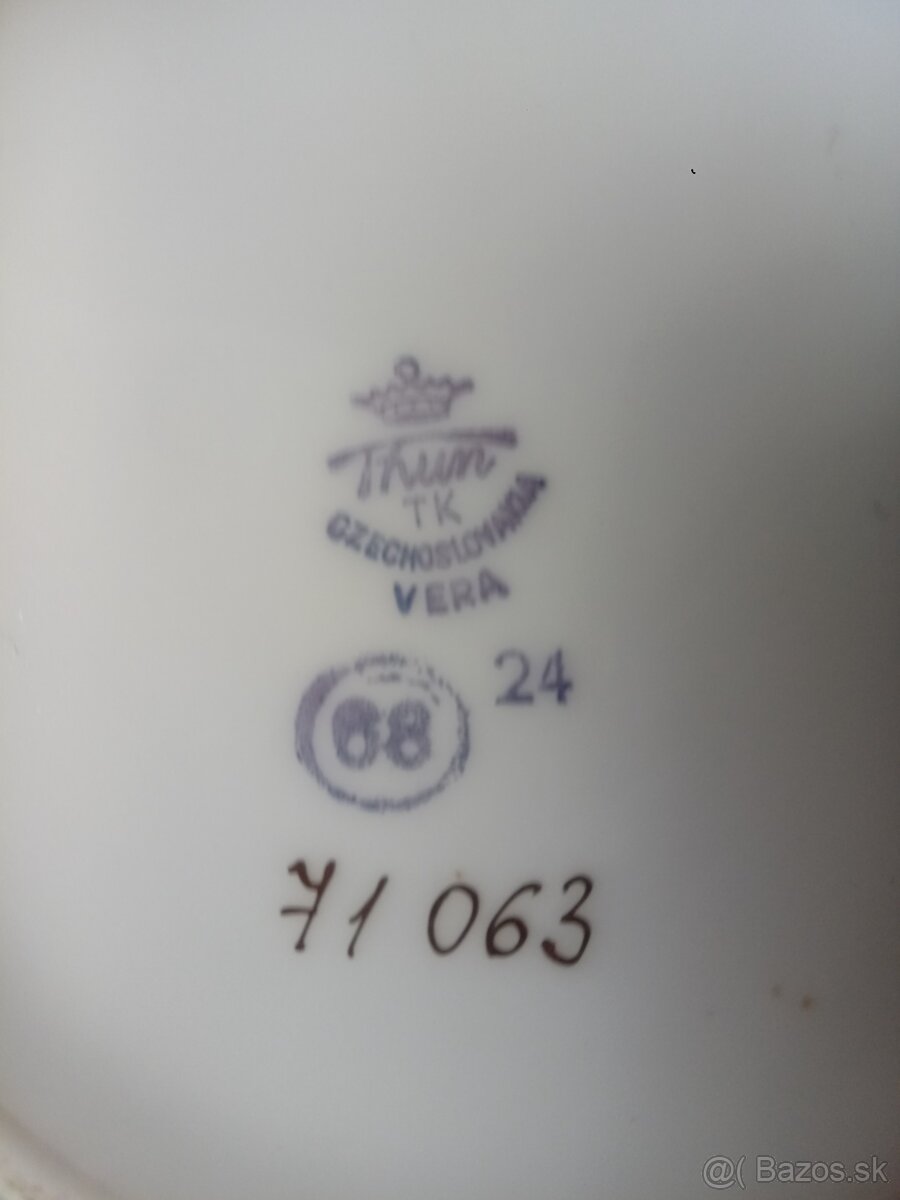 Thun
TK
CZECHOSLOVAKIA
VERA
24
68
71 063
@( Bazos.sk